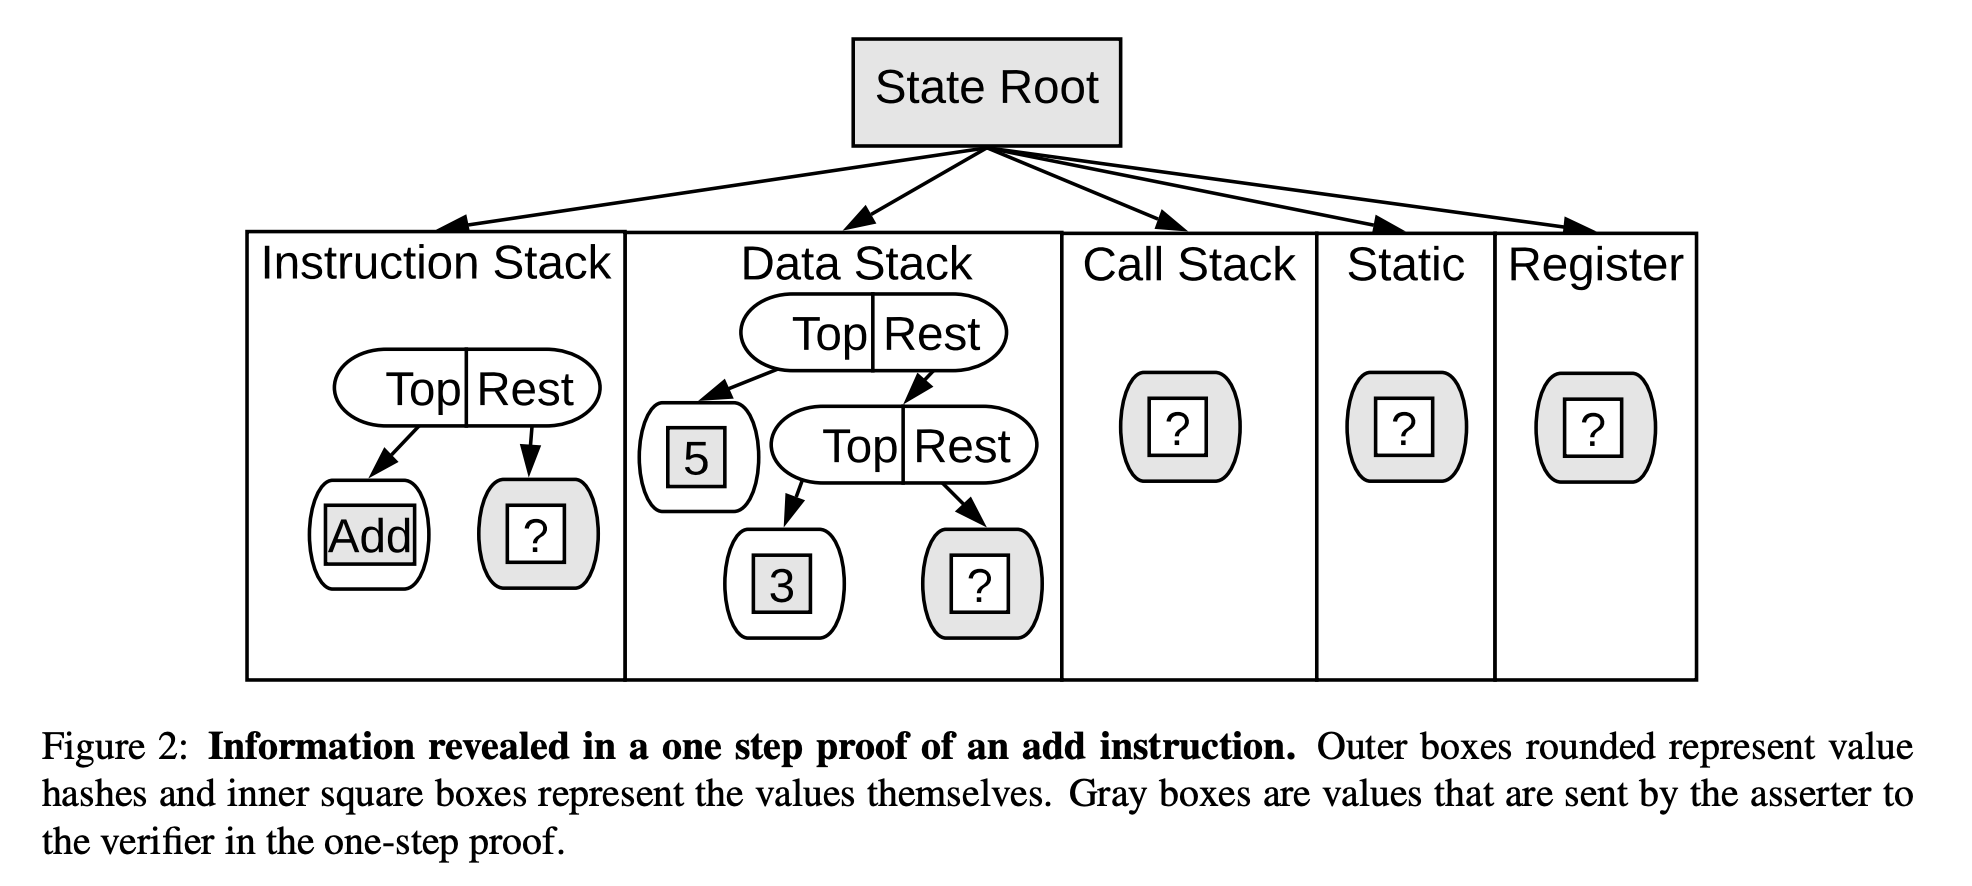 State Root
Instruction Stack
Data Stack
Call Stack
Static
Register
Top Rest
Top Rest
5
Top Rest
Add
?
3
?
?
?
?
Figure 2: Information revealed in a one step proof of an add instruction. Outer boxes rounded represent value
hashes and inner square boxes represent the values themselves. Gray boxes are values that are sent by the asserter to
the verifier in the one-step proof.